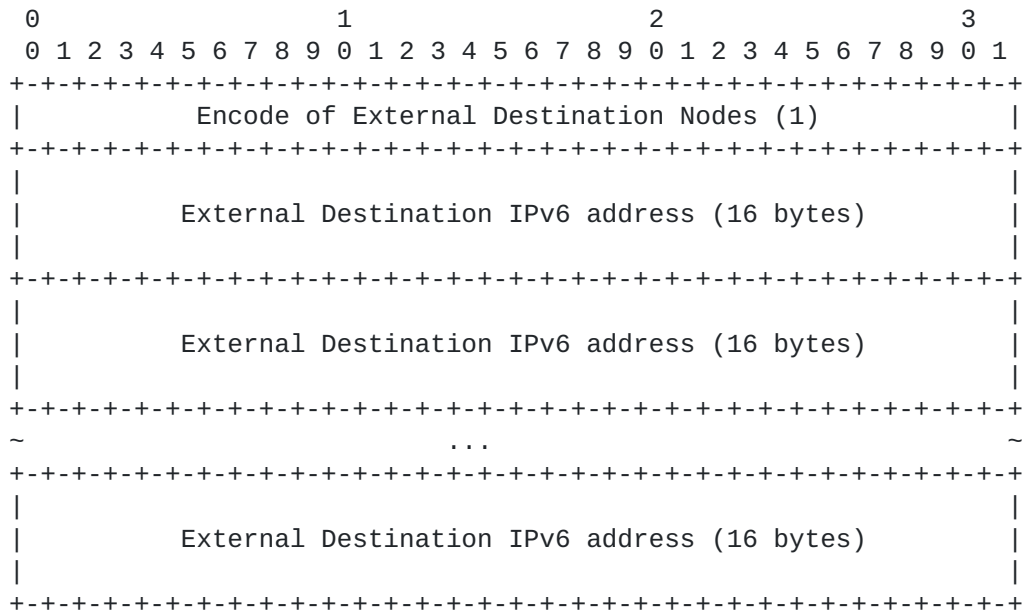 0                   1                   2                   3
 0 1 2 3 4 5 6 7 8 9 0 1 2 3 4 5 6 7 8 9 0 1 2 3 4 5 6 7 8 9 0 1
+-+-+-+-+-+-+-+-+-+-+-+-+-+-+-+-+-+-+-+-+-+-+-+-+-+-+-+-+-+-+-+-+
|           Encode of External Destination Nodes (1)            |
+-+-+-+-+-+-+-+-+-+-+-+-+-+-+-+-+-+-+-+-+-+-+-+-+-+-+-+-+-+-+-+-+
|                                                               |
|          External Destination IPv6 address (16 bytes)         |
|                                                               |
+-+-+-+-+-+-+-+-+-+-+-+-+-+-+-+-+-+-+-+-+-+-+-+-+-+-+-+-+-+-+-+-+
|                                                               |
|          External Destination IPv6 address (16 bytes)         |
|                                                               |
+-+-+-+-+-+-+-+-+-+-+-+-+-+-+-+-+-+-+-+-+-+-+-+-+-+-+-+-+-+-+-+-+
~                           ...                                 ~
+-+-+-+-+-+-+-+-+-+-+-+-+-+-+-+-+-+-+-+-+-+-+-+-+-+-+-+-+-+-+-+-+
|                                                               |
|          External Destination IPv6 address (16 bytes)         |
|                                                               |
+-+-+-+-+-+-+-+-+-+-+-+-+-+-+-+-+-+-+-+-+-+-+-+-+-+-+-+-+-+-+-+-+